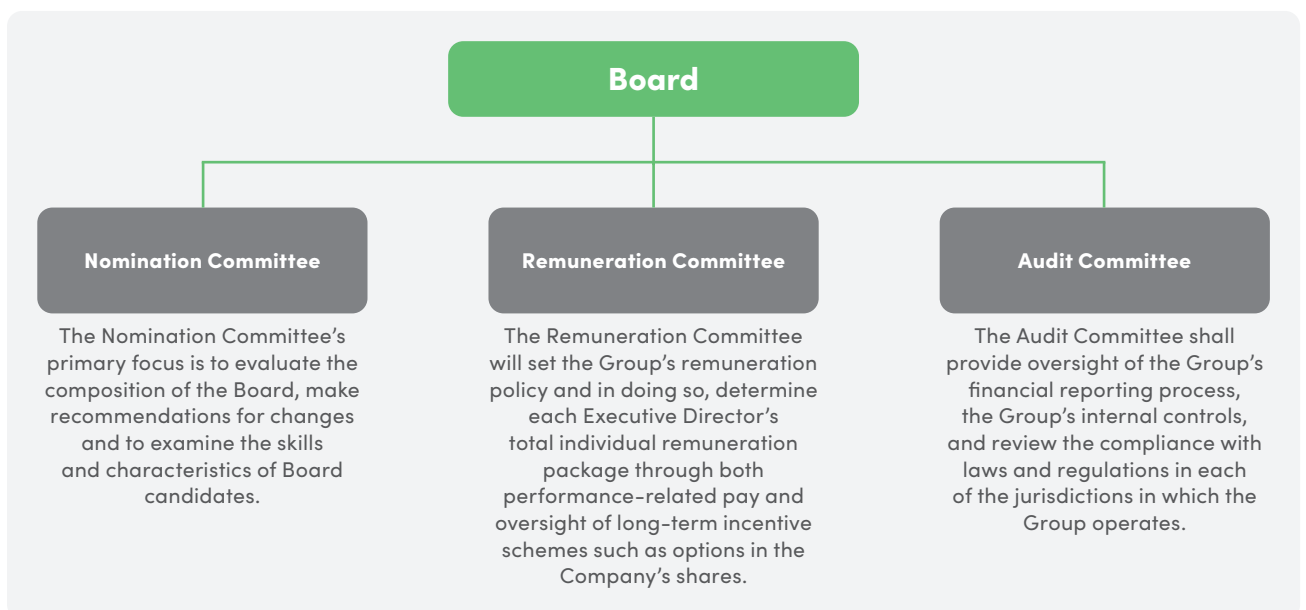 Board
Nomination Committee
The Nomination Committee’s
primary focus is to evaluate the
composition of the Board, make
recommendations for changes
and to examine the skills
and characteristics of Board
candidates.
Remuneration Committee
The Remuneration Committee
will set the Group’s remuneration
policy and in doing so, determine
each Executive Director’s
total individual remuneration
package through both
performance-related pay and
oversight of long-term incentive
schemes such as options in the
Company’s shares.
Audit Committee
The Audit Committee shall
provide oversight of the Group’s
financial reporting process,
the Group’s internal controls,
and review the compliance with
laws and regulations in each
of the jurisdictions in which the
Group operates.